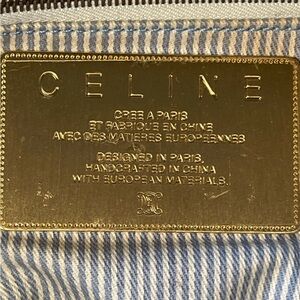 CELINE
CREE A PARIS
ET FABRIQUE EN CHINE
AVEC DES MATIERES EUROPEENNES
DESIGNED IN PARIS,
HANDCRAFTED IN CHINA
WITH EUROPEAN MATERIALS.